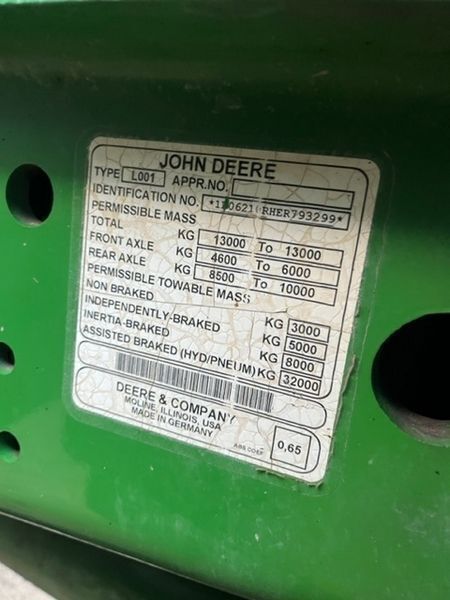 JOHN DEERE
TYPE L001 APPR.NO.
IDENTIFICATION NO.
PERMISSIBLE MASS
TOTAL KG 13000 To 13000
FRONT AXLE KG 4600 To 6000
REAR AXLE KG 8500 To 10000
PERMISSIBLE TOWABLE MASS
NON BRAKED KG 3000
INDEPENDENTLY-BRAKED KG 5000
INERTIA-BRAKED KG 8000
ASSISTED BRAKED (HYD/PNEUM) KG 32000
DEERE & COMPANY
MOLINE, ILLINOIS, USA
MADE IN GERMANY
0,65